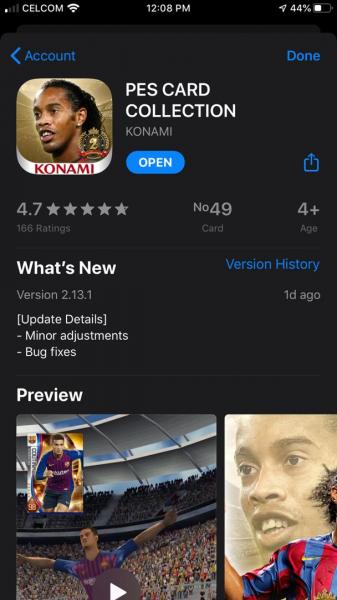 CELCOM
12:08 PM
44%
Account
Done
PES CARD
COLLECTION
KONAMI
OPEN
KONAMI
4.7
No49
4+
166 Ratings
Card
Age
What's New
Version History
Version 2.13.1
1d ago
[Update Details]
- Minor adjustments
- Bug fixes
Preview
98